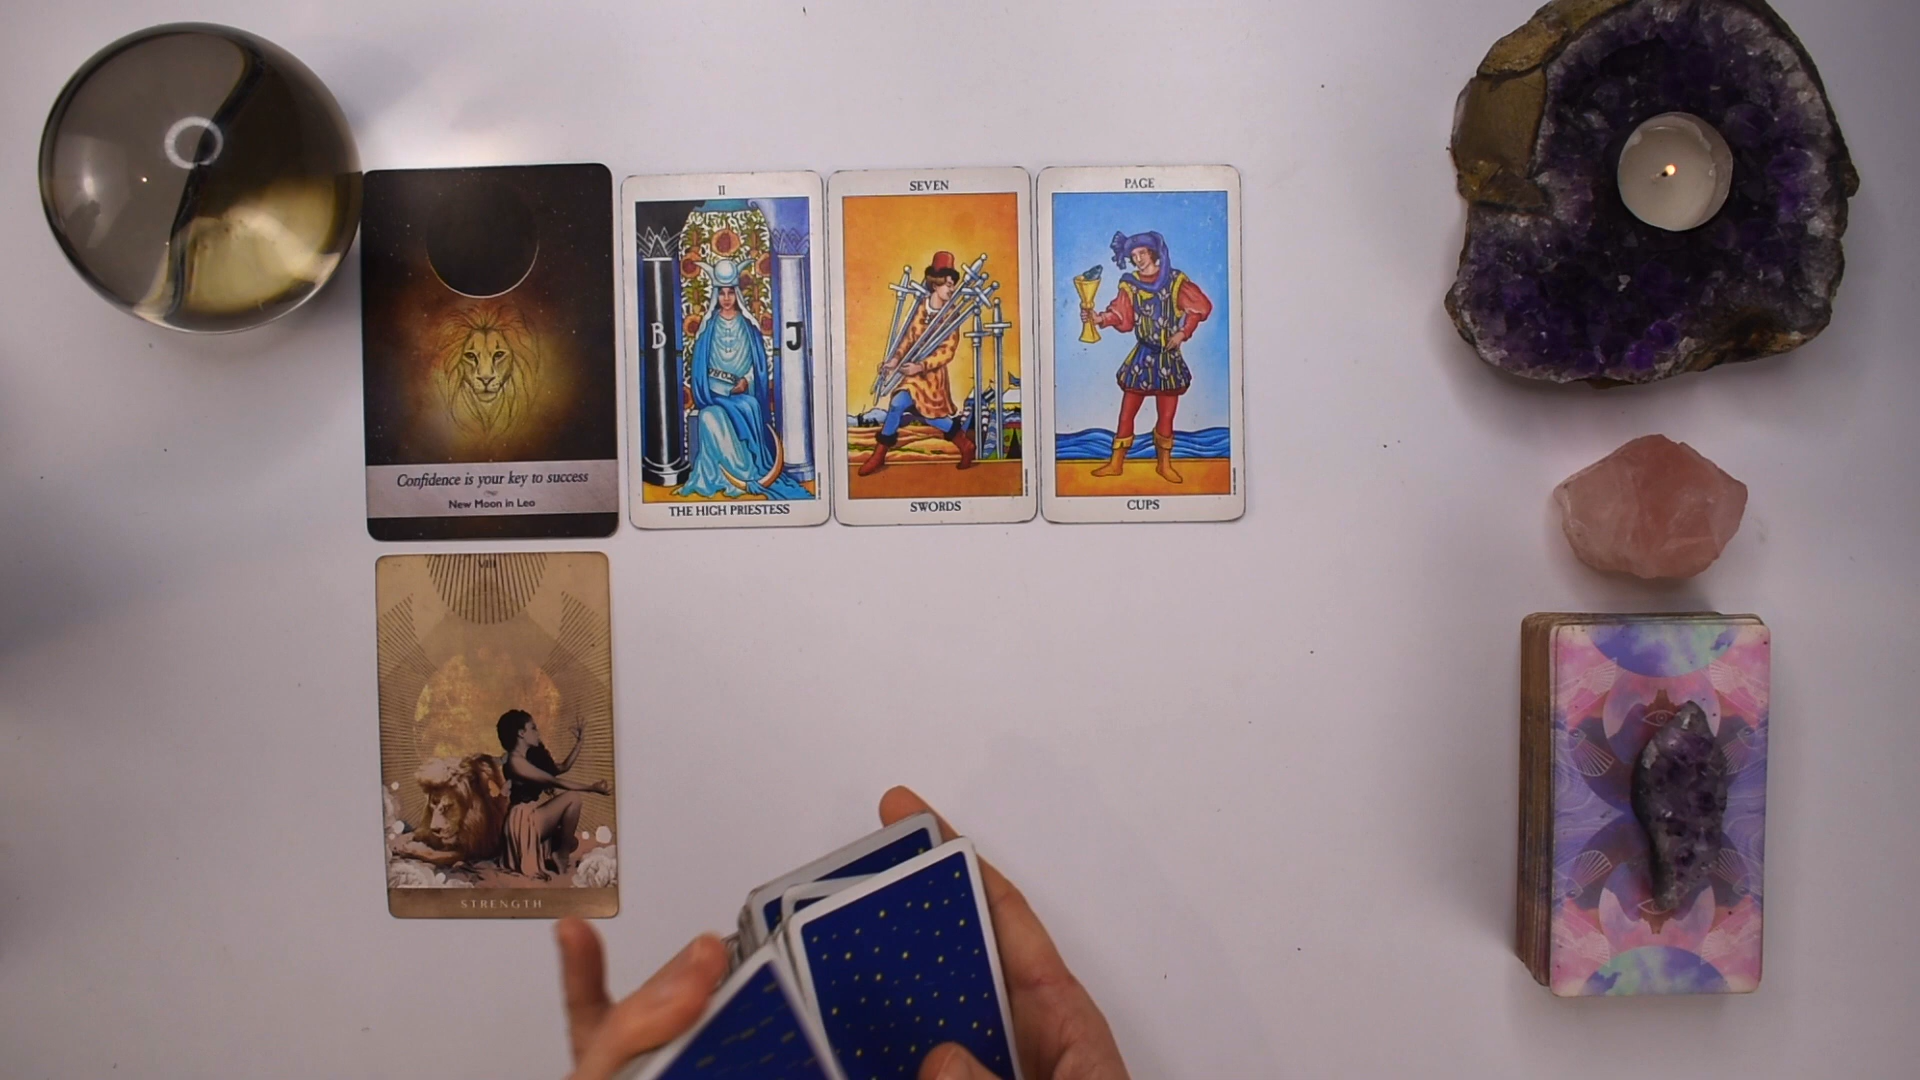 Confidence is your key to success
New Moon in Leo
II
B
J
THE HIGH PRIESTESS
SEVEN
SWORDS
PAGE
CUPS
VIII
STRENGTH